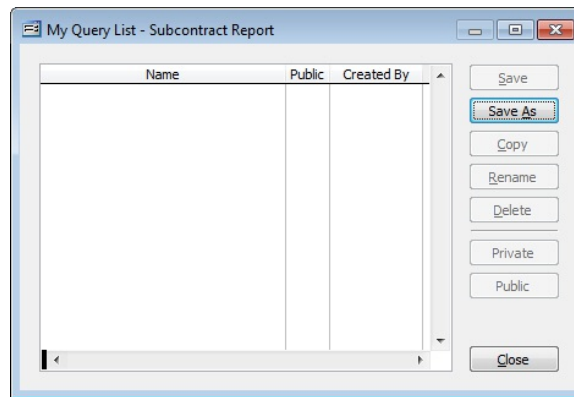 My Query List - Subcontract Report
Name Public Created By
Save
Save As
Copy
Rename
Delete
Private
Public
Close